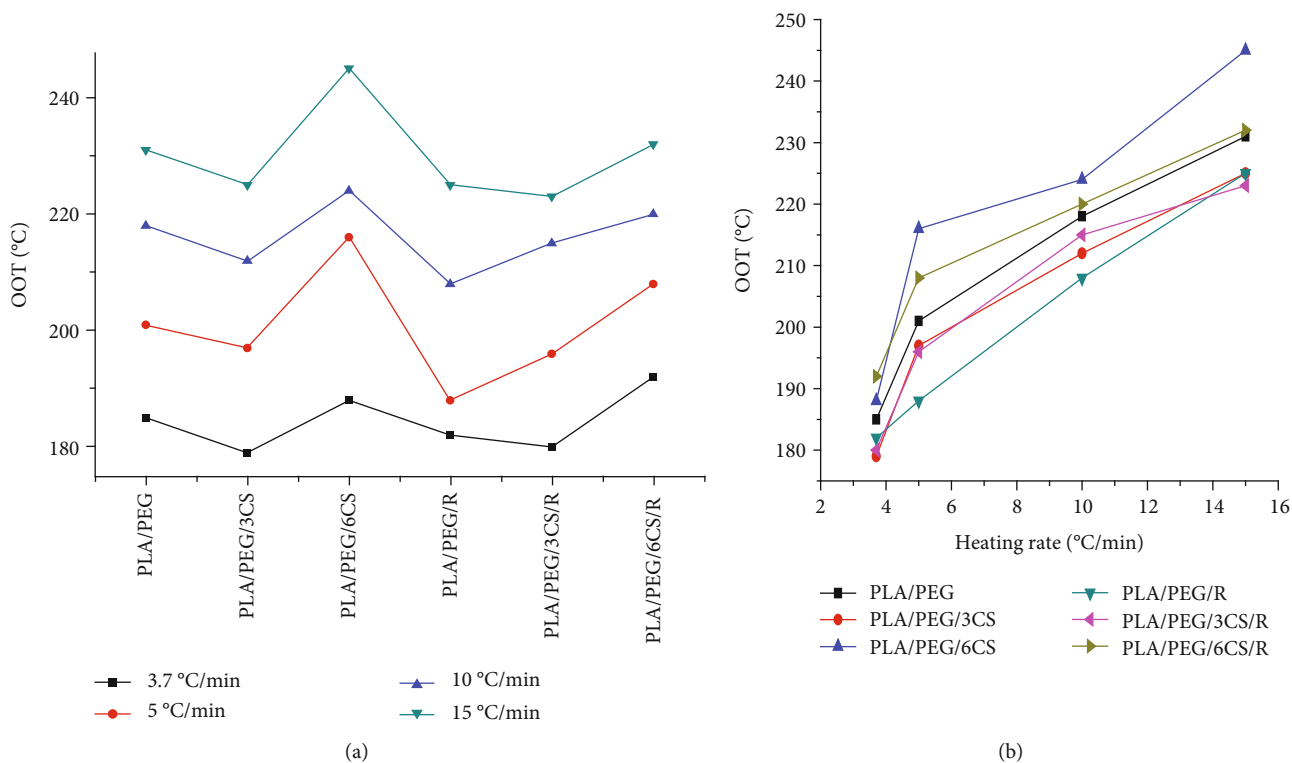 240
220
200
180
OOT (°C)
PLA/PEG
PLA/PEG/3CS
PLA/PEG/6CS
PLA/PEG/R
PLA/PEG/3CS/R
PLA/PEG/6CS/R
3.7 °C/min
5 °C/min
10 °C/min
15 °C/min
(a)
250
240
230
220
210
200
190
180
OOT (°C)
2 4 6 8 10 12 14 16
Heating rate (°C/min)
PLA/PEG
PLA/PEG/3CS
PLA/PEG/6CS
PLA/PEG/R
PLA/PEG/3CS/R
PLA/PEG/6CS/R
(b)